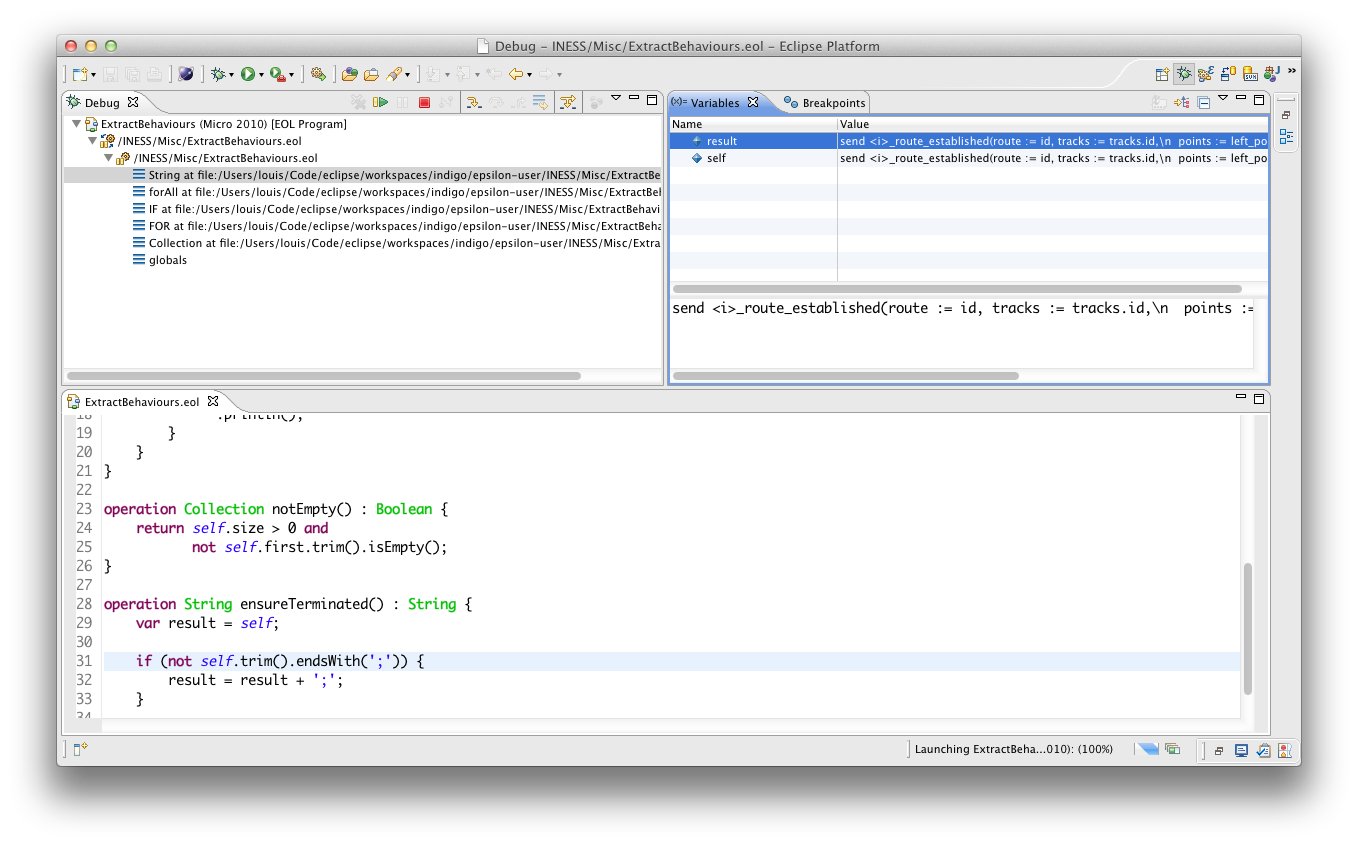 Debug – INESS/Misc/ExtractBehaviours.eol – Eclipse Platform
Debug
ExtractBehaviours (Micro 2010) [EOL Program]
/INESS/Misc/ExtractBehaviours.eol
/INESS/Misc/ExtractBehaviours.eol
String at file:/Users/louis/Code/eclipse/workspaces/indigo/epsilon-user/INESS/Misc/ExtractBe
forAll at file:/Users/louis/Code/eclipse/workspaces/indigo/epsilon-user/INESS/Misc/ExtractBel
IF at file:/Users/louis/Code/eclipse/workspaces/indigo/epsilon-user/INESS/Misc/ExtractBehavi
FOR at file:/Users/louis/Code/eclipse/workspaces/indigo/epsilon-user/INESS/Misc/ExtractBeha
Collection at file:/Users/louis/Code/eclipse/workspaces/indigo/epsilon-user/INESS/Misc/Extra
globals
(x)= Variables Breakpoints
Name Value
result send <i>_route_established(route := id, tracks := tracks.id,\n  points := left_po
self send <i>_route_established(route := id, tracks := tracks.id,\n  points := left_po
send <i>_route_established(route := id, tracks := tracks.id,\n  points :=
ExtractBehaviours.eol
18 .println();
19 }
20 }
21 }
22
23 operation Collection notEmpty() : Boolean {
24 return self.size > 0 and
25 not self.first.trim().isEmpty();
26 }
27
28 operation String ensureTerminated() : String {
29 var result = self;
30
31 if (not self.trim().endsWith(';')) {
32 result = result + ';';
33 }
34
Launching ExtractBeha...010): (100%)